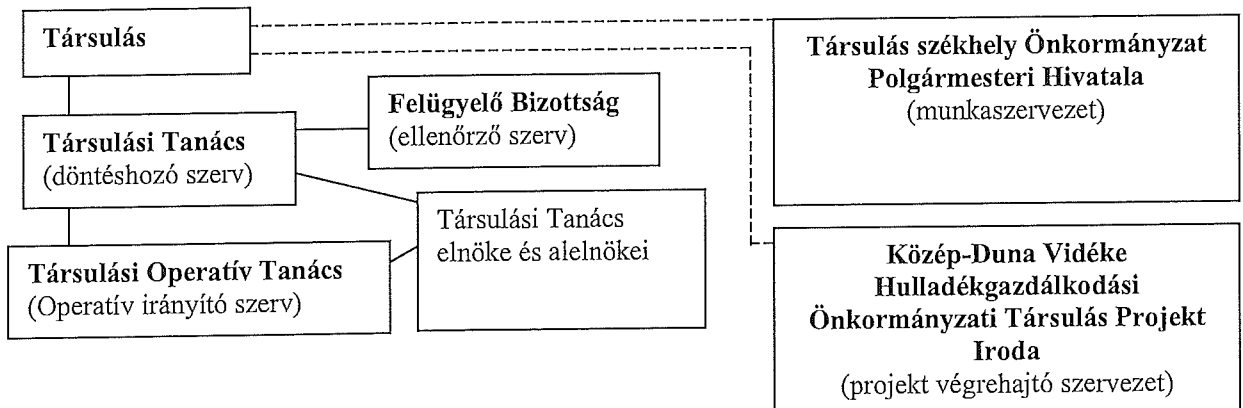 Társulás
Társulási Tanács
(döntéshozó szerv)
Társulási Operatív Tanács
(Operatív irányító szerv)
Felügyelő Bizottság
(ellenőrző szerv)
Társulási Tanács
elnöke és alelnökei
Társulás székhely Önkormányzat
Polgármesteri Hivatala
(munkaszervezet)
Közép-Duna Vidéke
Hulladékgazdálkodási
Önkormányzati Társulás Projekt
Iroda
(projekt végrehajtó szervezet)